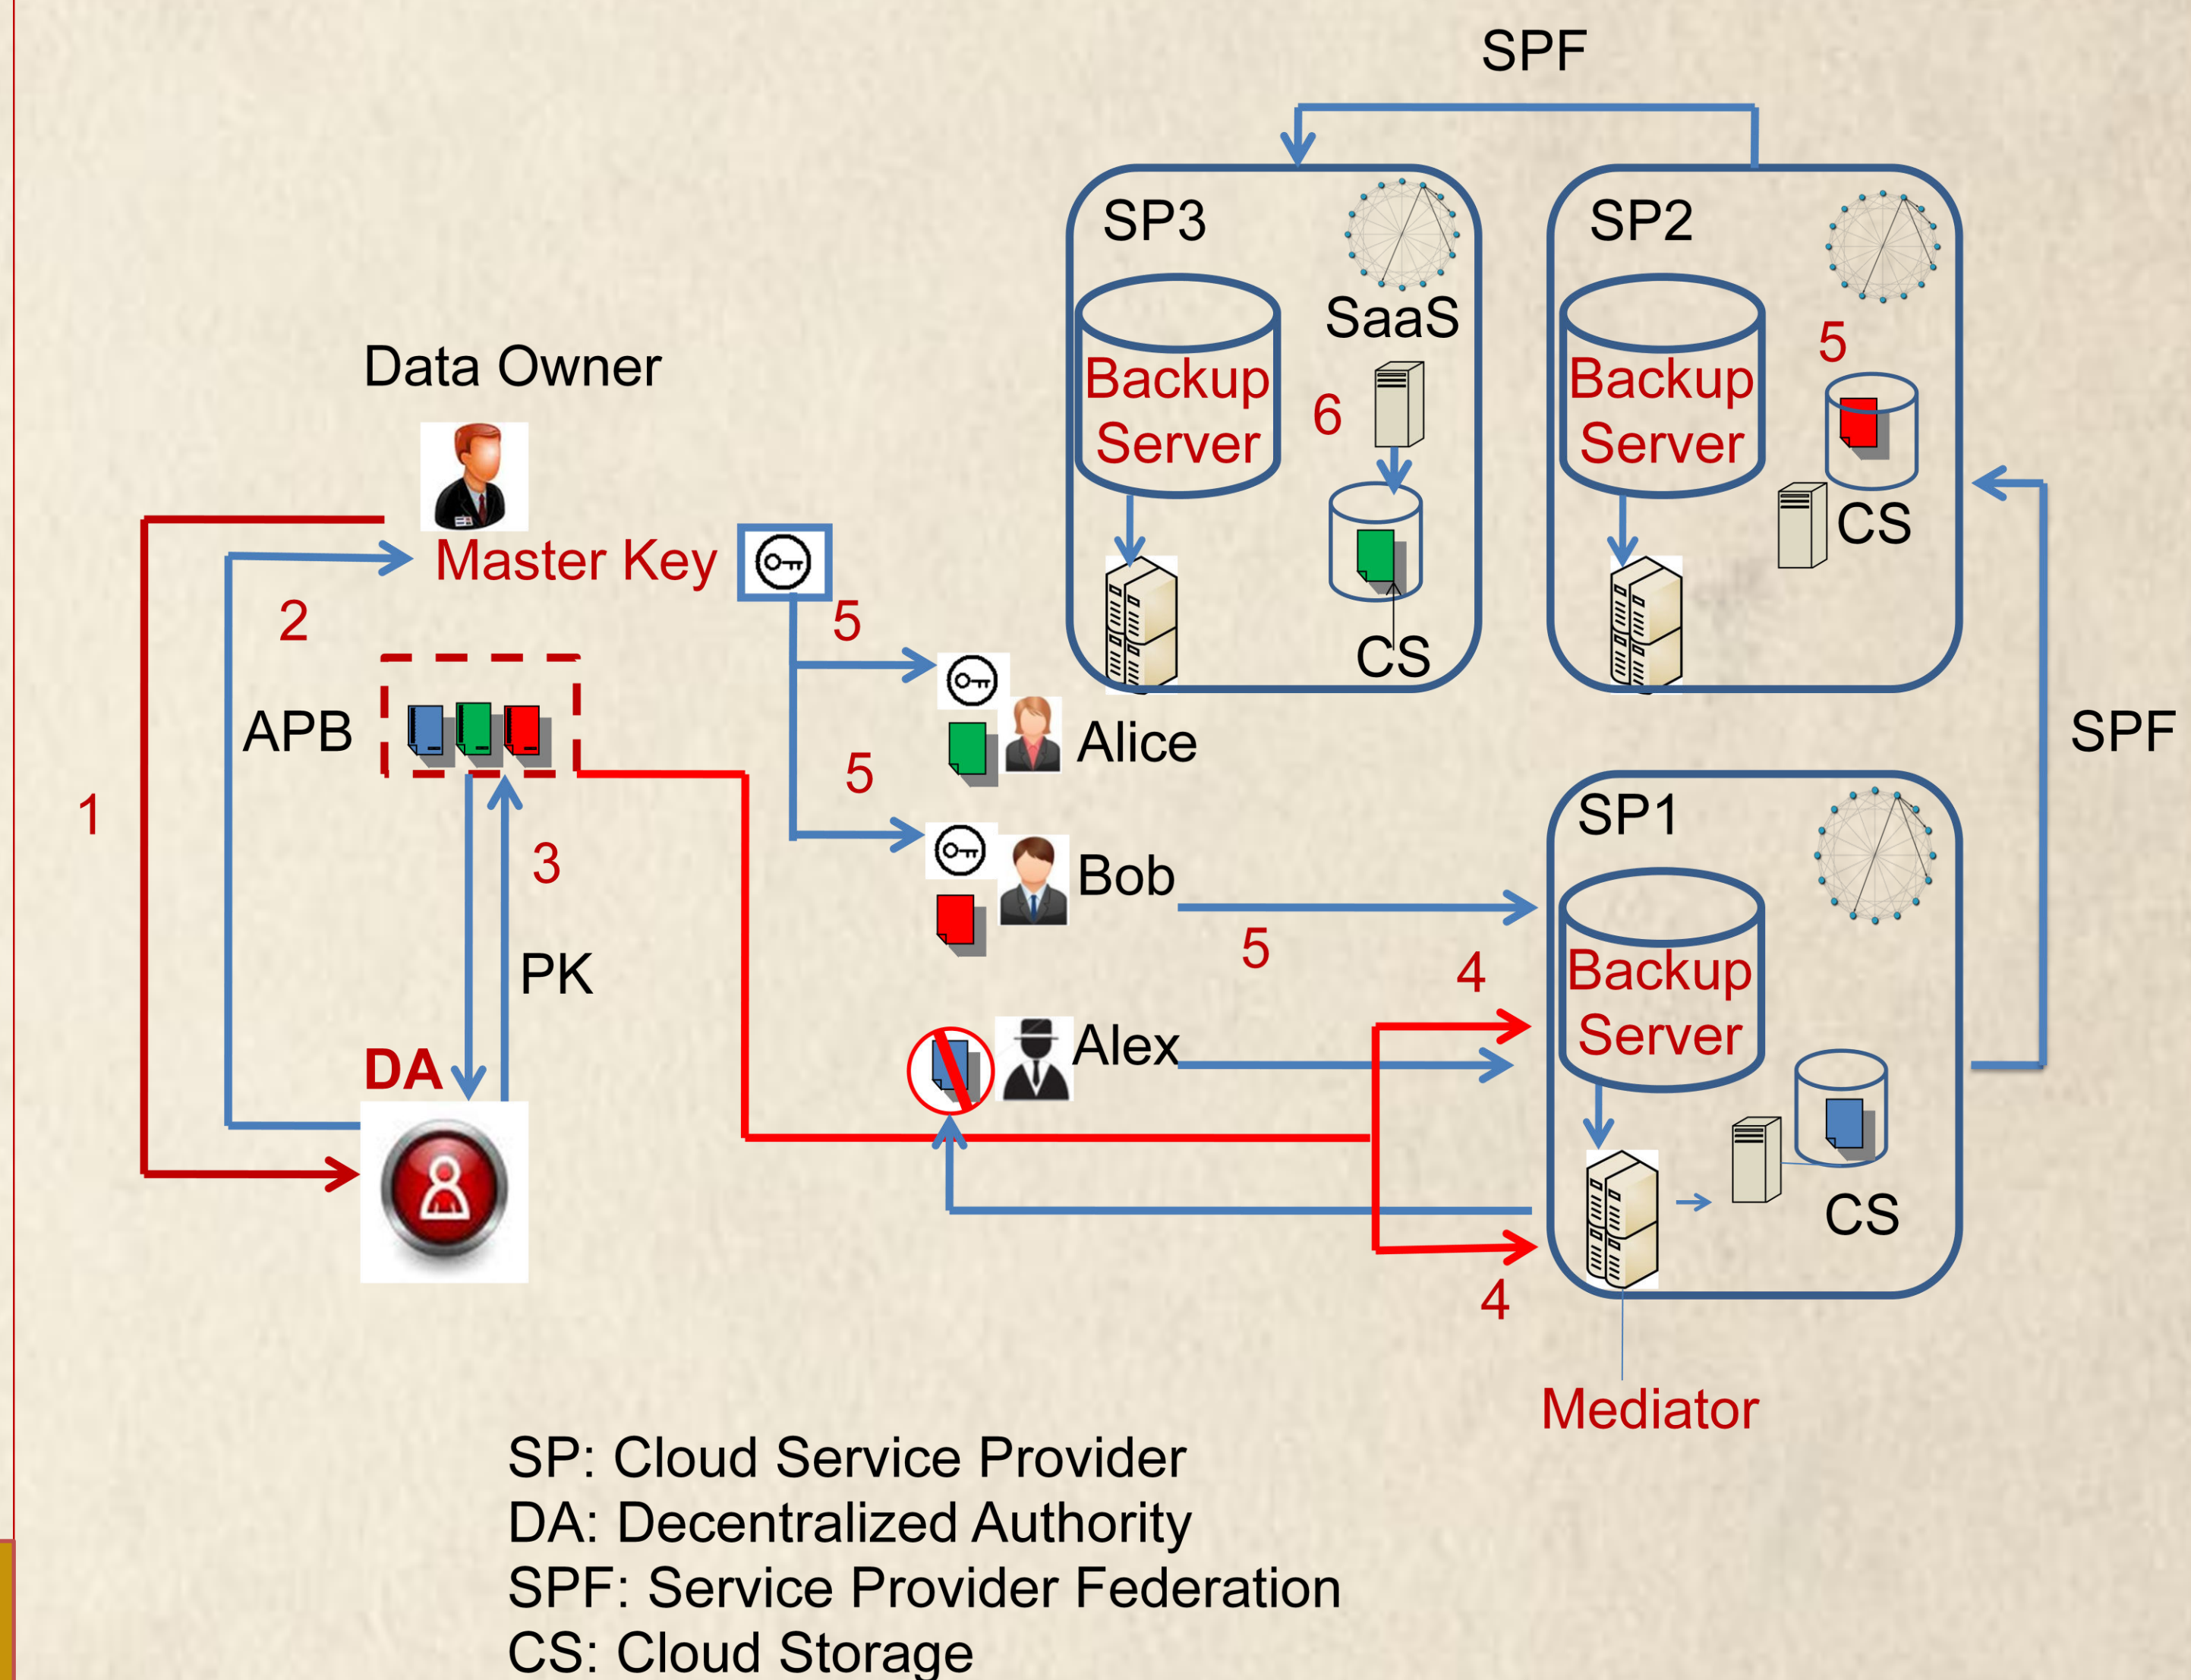 SPF
SP3
SP2
SaaS
5
Data Owner
Backup
Server
6
Backup
Server
CS
Master Key
2
5
CS
APB
Alice
SPF
5
1
SP1
3
Bob
PK
5
4
Backup
Server
DA
Alex
CS
4
Mediator
SP: Cloud Service Provider
DA: Decentralized Authority
SPF: Service Provider Federation
CS: Cloud Storage